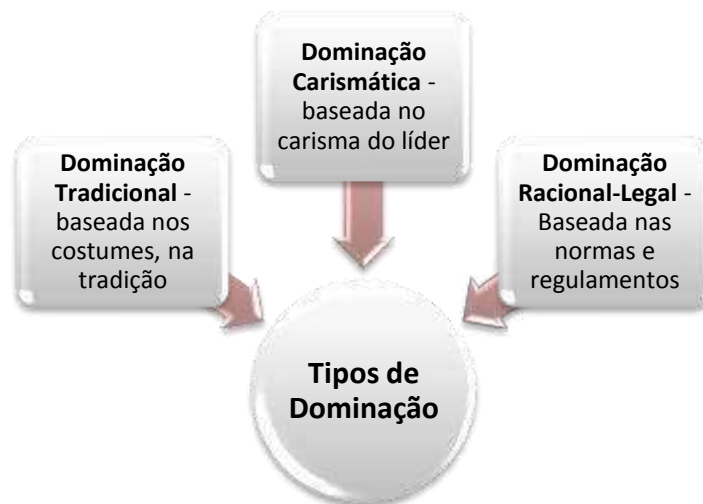 Dominação
Tradicional -
baseada nos
costumes, na
tradição
Dominação
Carismática -
baseada no
carisma do líder
Dominação
Racional-Legal -
Baseada nas
normas e
regulamentos
Tipos de
Dominação